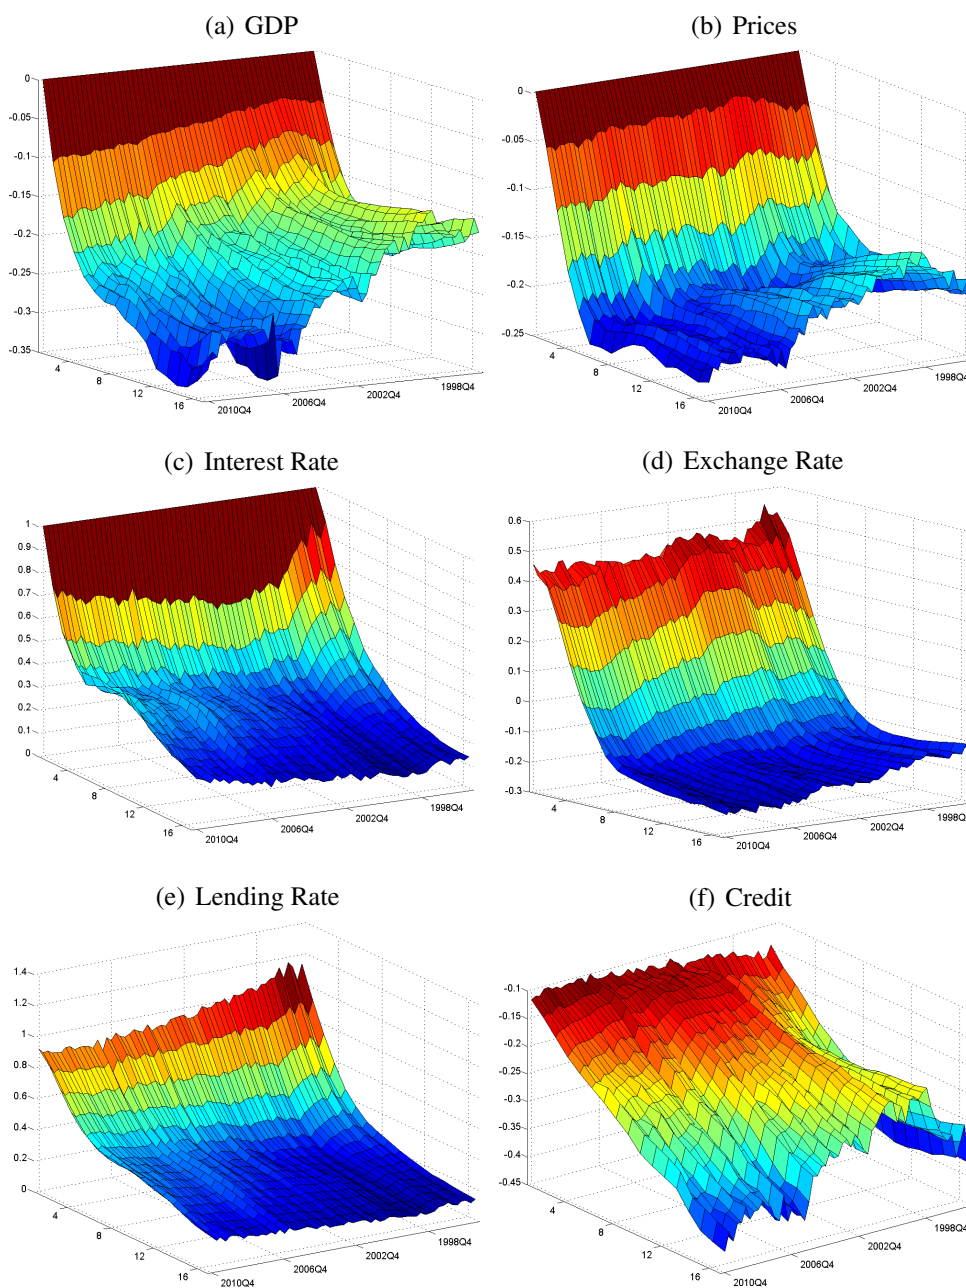 (a) GDP
(b) Prices
0
-0.05
-0.1
-0.15
-0.2
-0.25
-0.3
-0.35
4
8
12
16
2010Q4
2006Q4
2002Q4
1998Q4
0
-0.05
-0.1
-0.15
-0.2
-0.25
4
8
12
16
2010Q4
2006Q4
2002Q4
1998Q4
(c) Interest Rate
(d) Exchange Rate
1
0.9
0.8
0.7
0.6
0.5
0.4
0.3
0.2
0.1
0
4
8
12
16
2010Q4
2006Q4
2002Q4
1998Q4
0.6
0.5
0.4
0.3
0.2
0.1
0
-0.1
-0.2
-0.3
4
8
12
16
2010Q4
2006Q4
2002Q4
1998Q4
(e) Lending Rate
(f) Credit
1.4
1.2
1
0.8
0.6
0.4
0.2
0
4
8
12
16
2010Q4
2006Q4
2002Q4
1998Q4
-0.1
-0.15
-0.2
-0.25
-0.3
-0.35
-0.4
-0.45
4
8
12
16
2010Q4
2006Q4
2002Q4
1998Q4